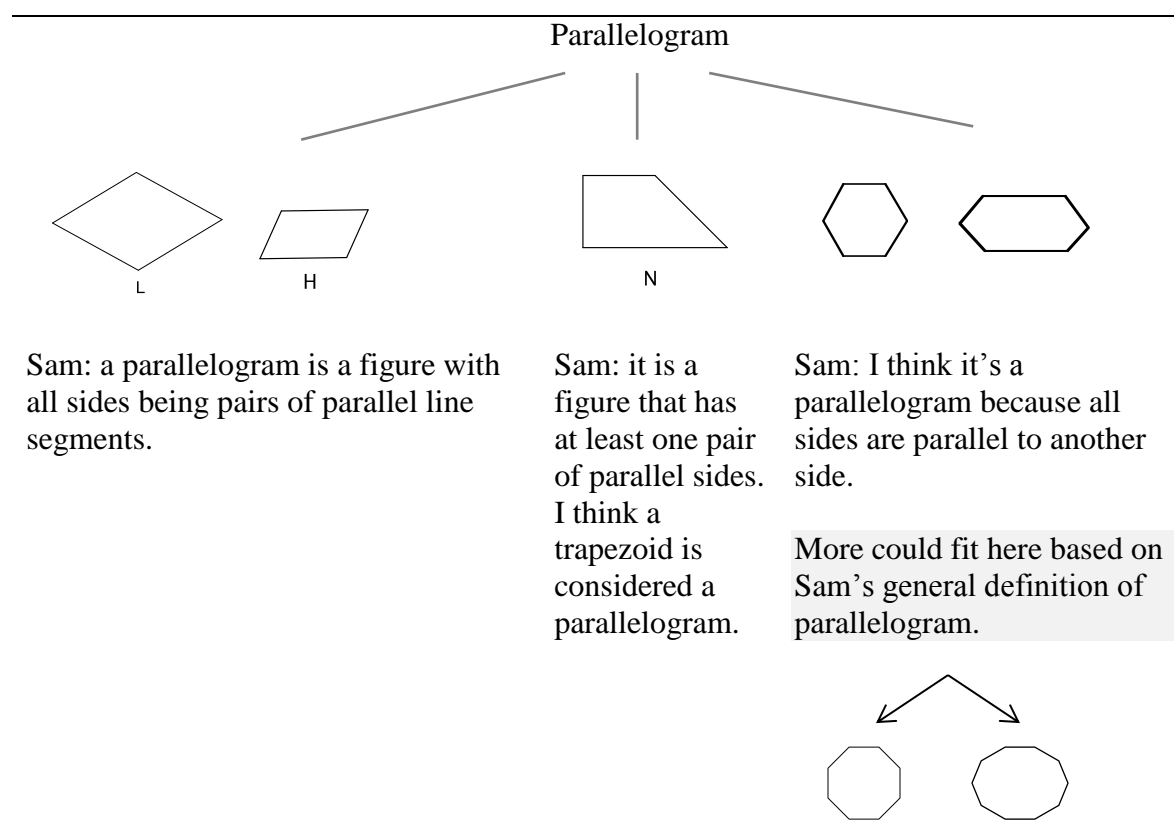 Parallelogram
L
H
N
Sam: a parallelogram is a figure with
all sides being pairs of parallel line
segments.
Sam: it is a
figure that has
at least one pair
of parallel sides.
I think a
trapezoid is
considered a
parallelogram.
Sam: I think it’s a
parallelogram because all
sides are parallel to another
side.
More could fit here based on
Sam’s general definition of
parallelogram.